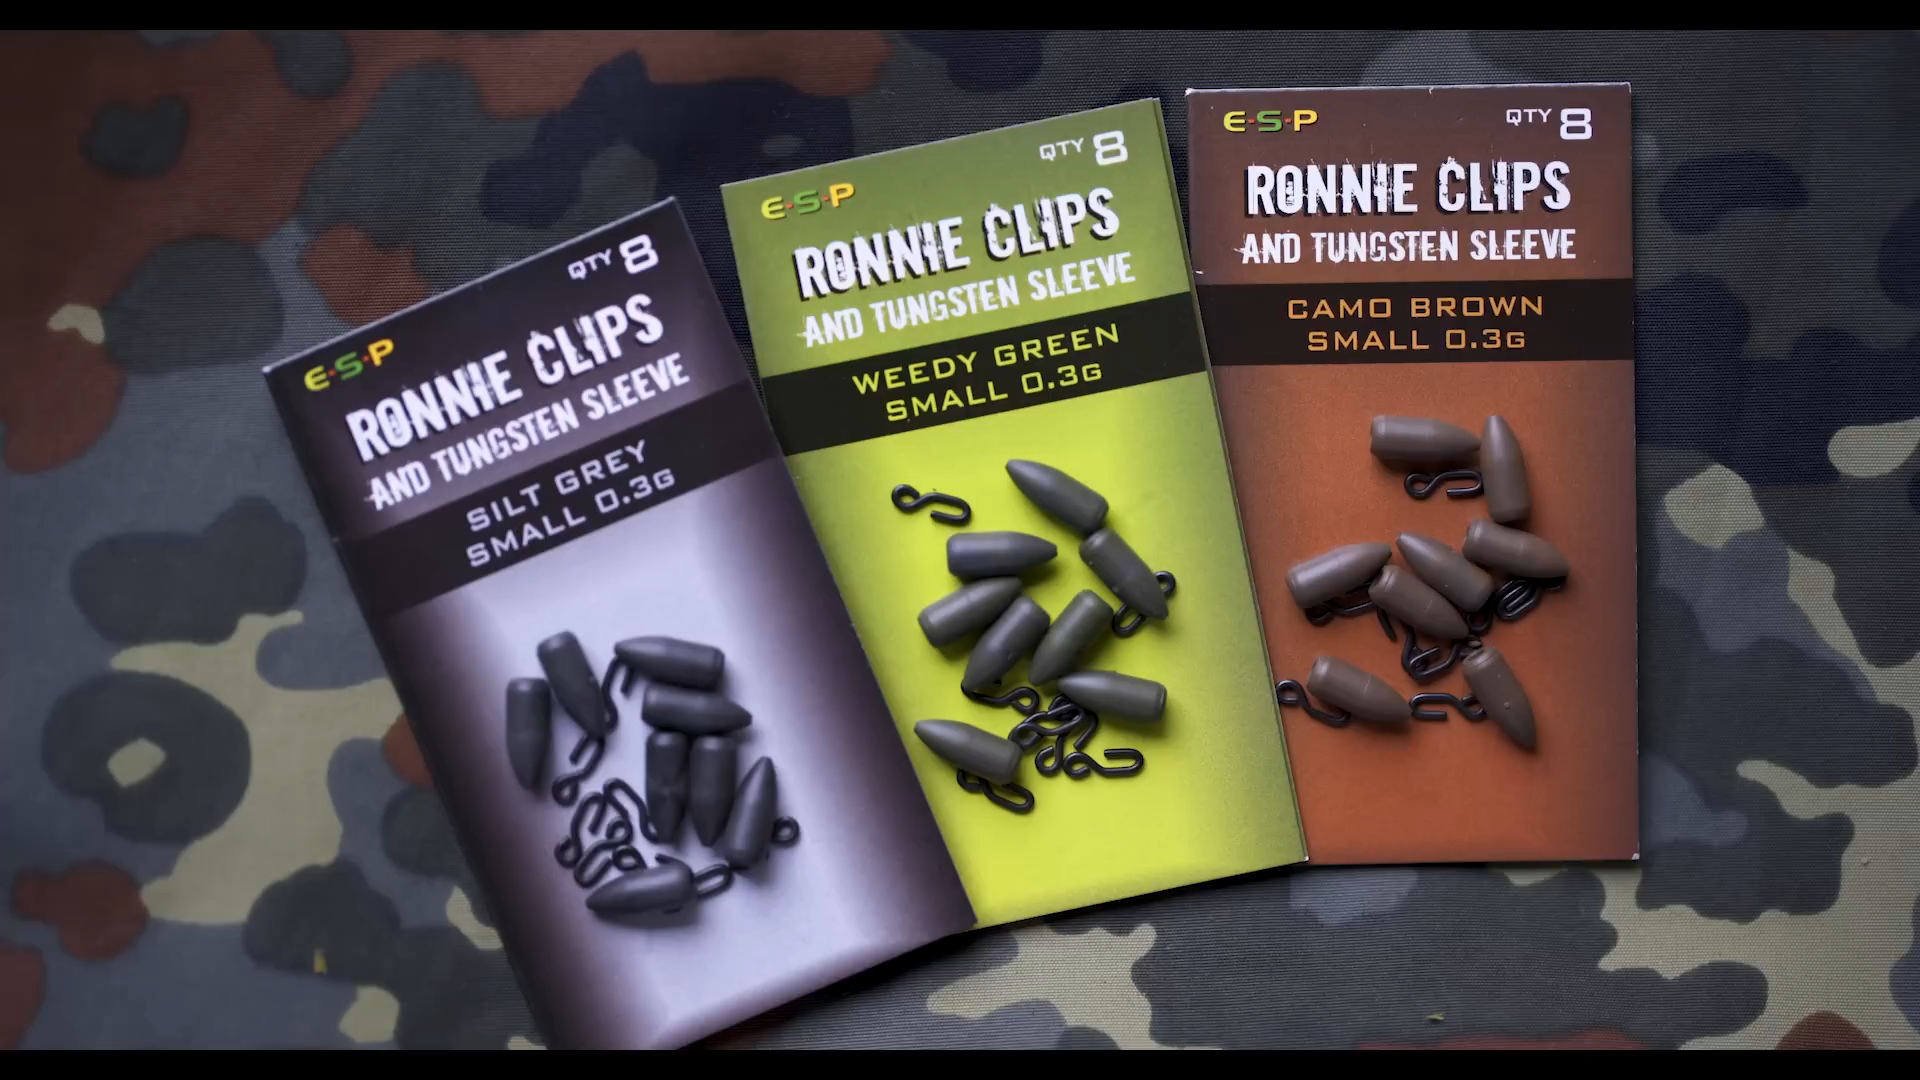 QTY 8
E·S·P
RONNIE CLIPS
AND TUNGSTEN SLEEVE
SILT GREY
SMALL 0.3G
QTY 8
E·S·P
RONNIE CLIPS
AND TUNGSTEN SLEEVE
WEEDY GREEN
SMALL 0.3G
E·S·P
QTY 8
RONNIE CLIPS
AND TUNGSTEN SLEEVE
CAMO BROWN
SMALL 0.3G